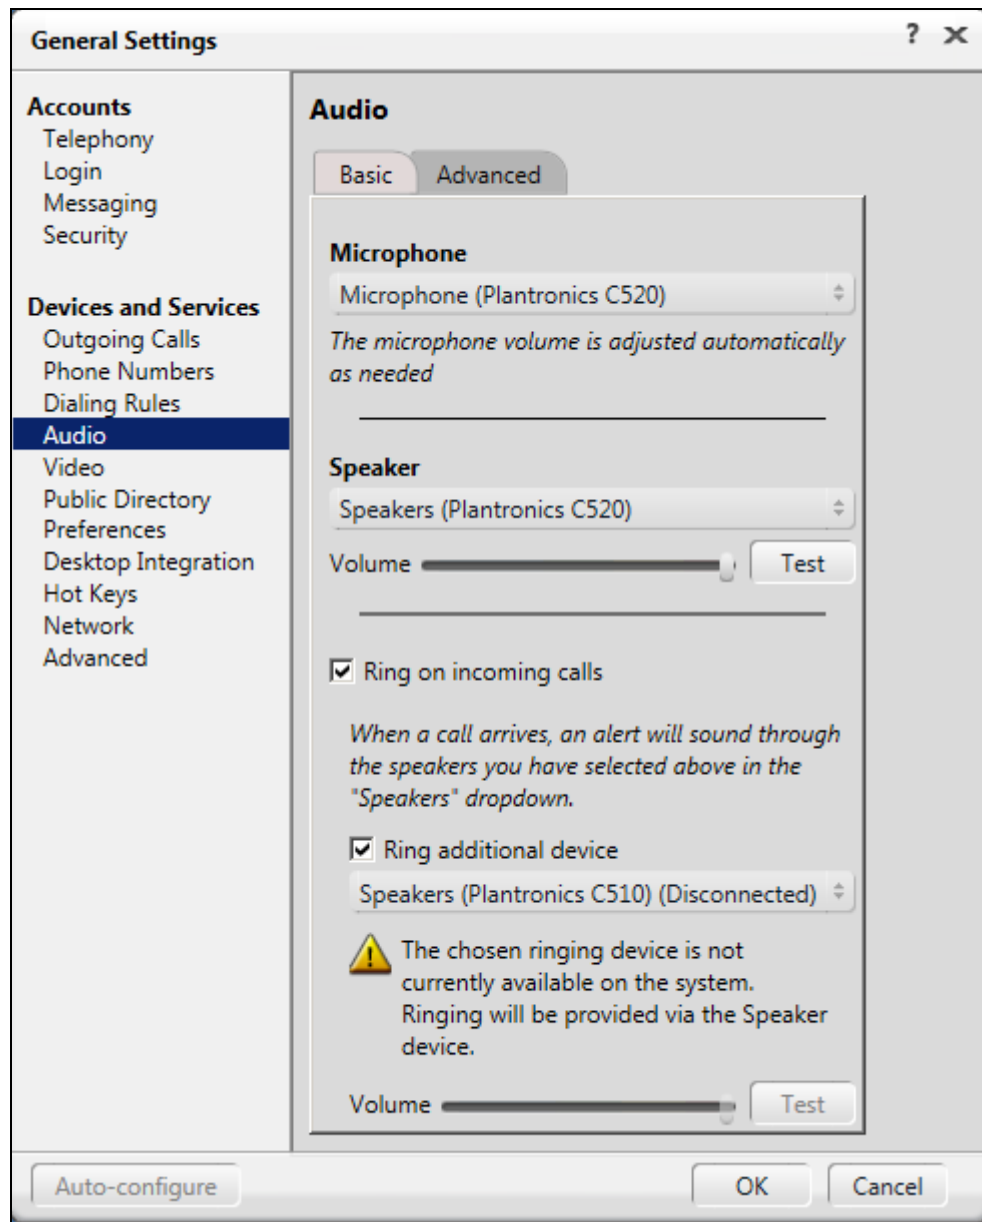 General Settings
?
Accounts
Telephony
Login
Messaging
Security
Devices and Services
Outgoing Calls
Phone Numbers
Dialing Rules
Audio
Video
Public Directory
Preferences
Desktop Integration
Hot Keys
Network
Advanced
Audio
Basic Advanced
Microphone
Microphone (Plantronics C520)
The microphone volume is adjusted automatically
as needed
Speaker
Speakers (Plantronics C520)
Volume Test
Ring on incoming calls
When a call arrives, an alert will sound through
the speakers you have selected above in the
"Speakers" dropdown.
Ring additional device
Speakers (Plantronics C510) (Disconnected)
The chosen ringing device is not
currently available on the system.
Ringing will be provided via the Speaker
device.
Volume Test
Auto-configure OK Cancel